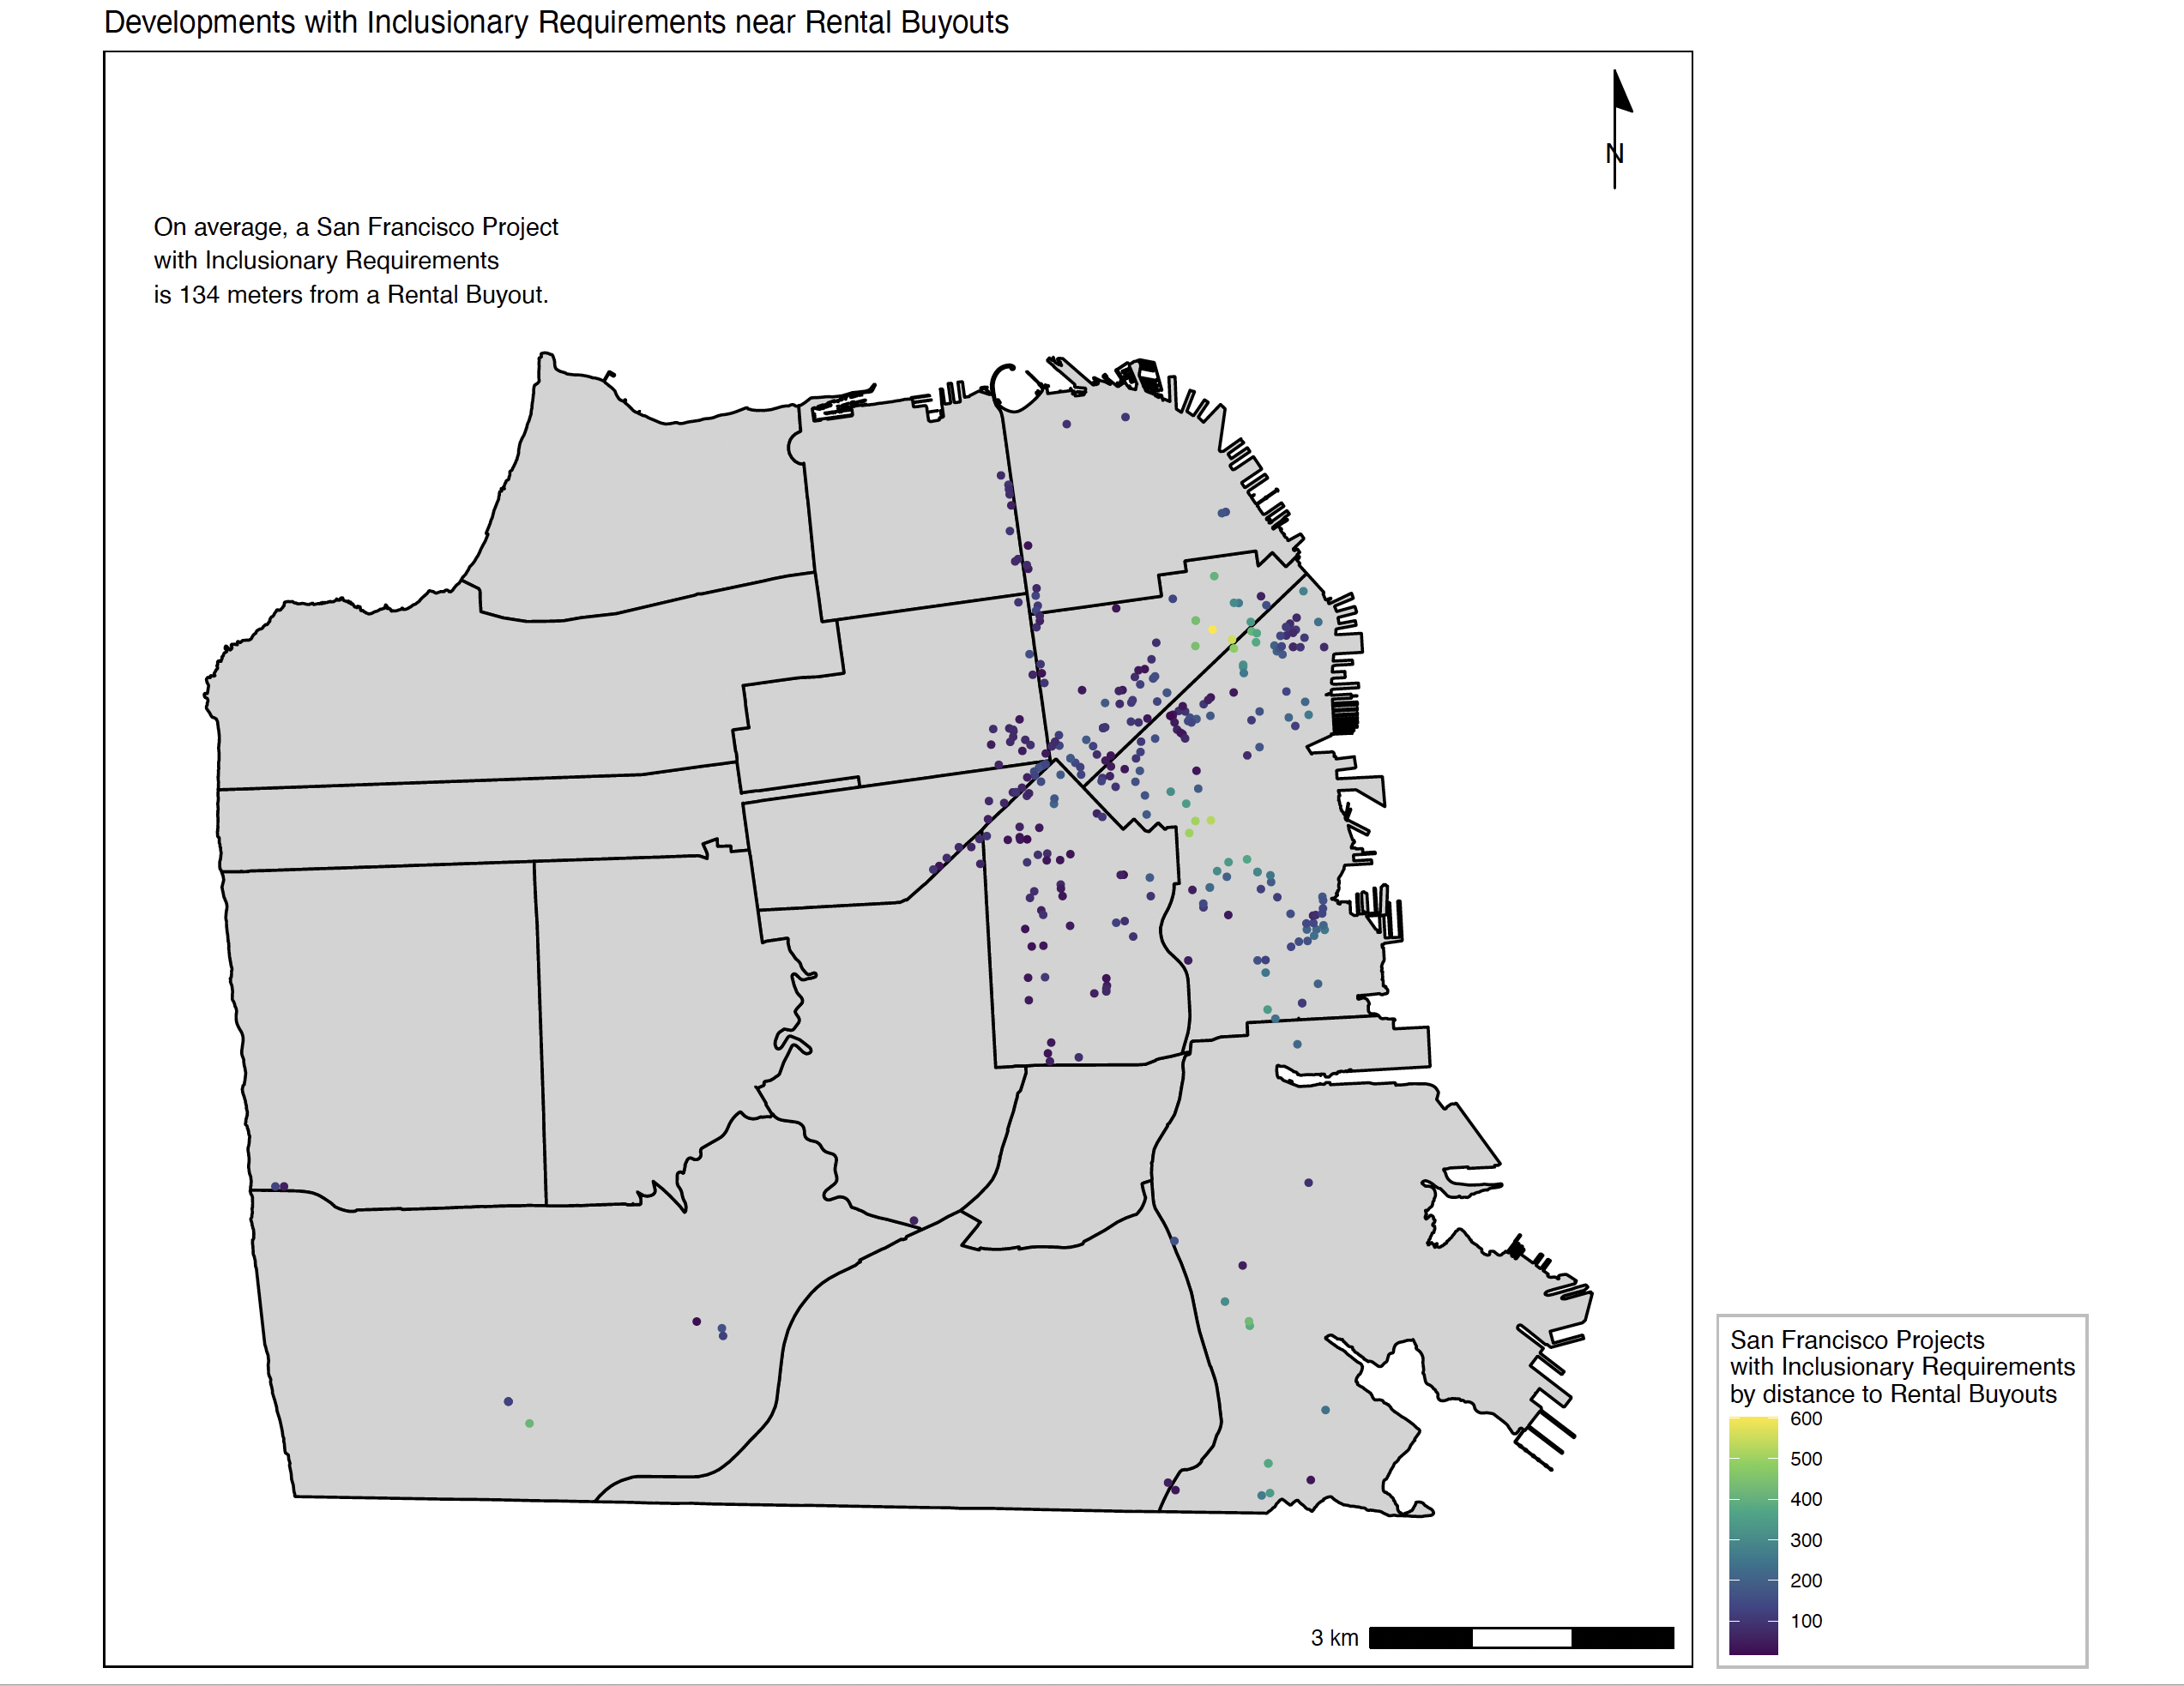 Developments with Inclusionary Requirements near Rental Buyouts
N
On average, a San Francisco Project
with Inclusionary Requirements
is 134 meters from a Rental Buyout.
San Francisco Projects
with Inclusionary Requirements
by distance to Rental Buyouts
600
500
400
300
200
100
3 km